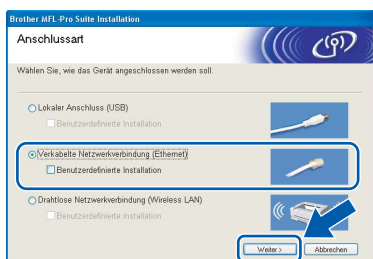 Brother MFL-Pro Suite Installation
Anschlussart
Wählen Sie, wie das Gerät angeschlossen werden soll.
Lokaler Anschluss (USB)
Benutzerdefinierte Installation
Verkabelte Netzwerkverbindung (Ethernet)
Benutzerdefinierte Installation
Drahtlose Netzwerkverbindung (Wireless LAN)
Benutzerdefinierte Installation
Weiter >
Abbrechen